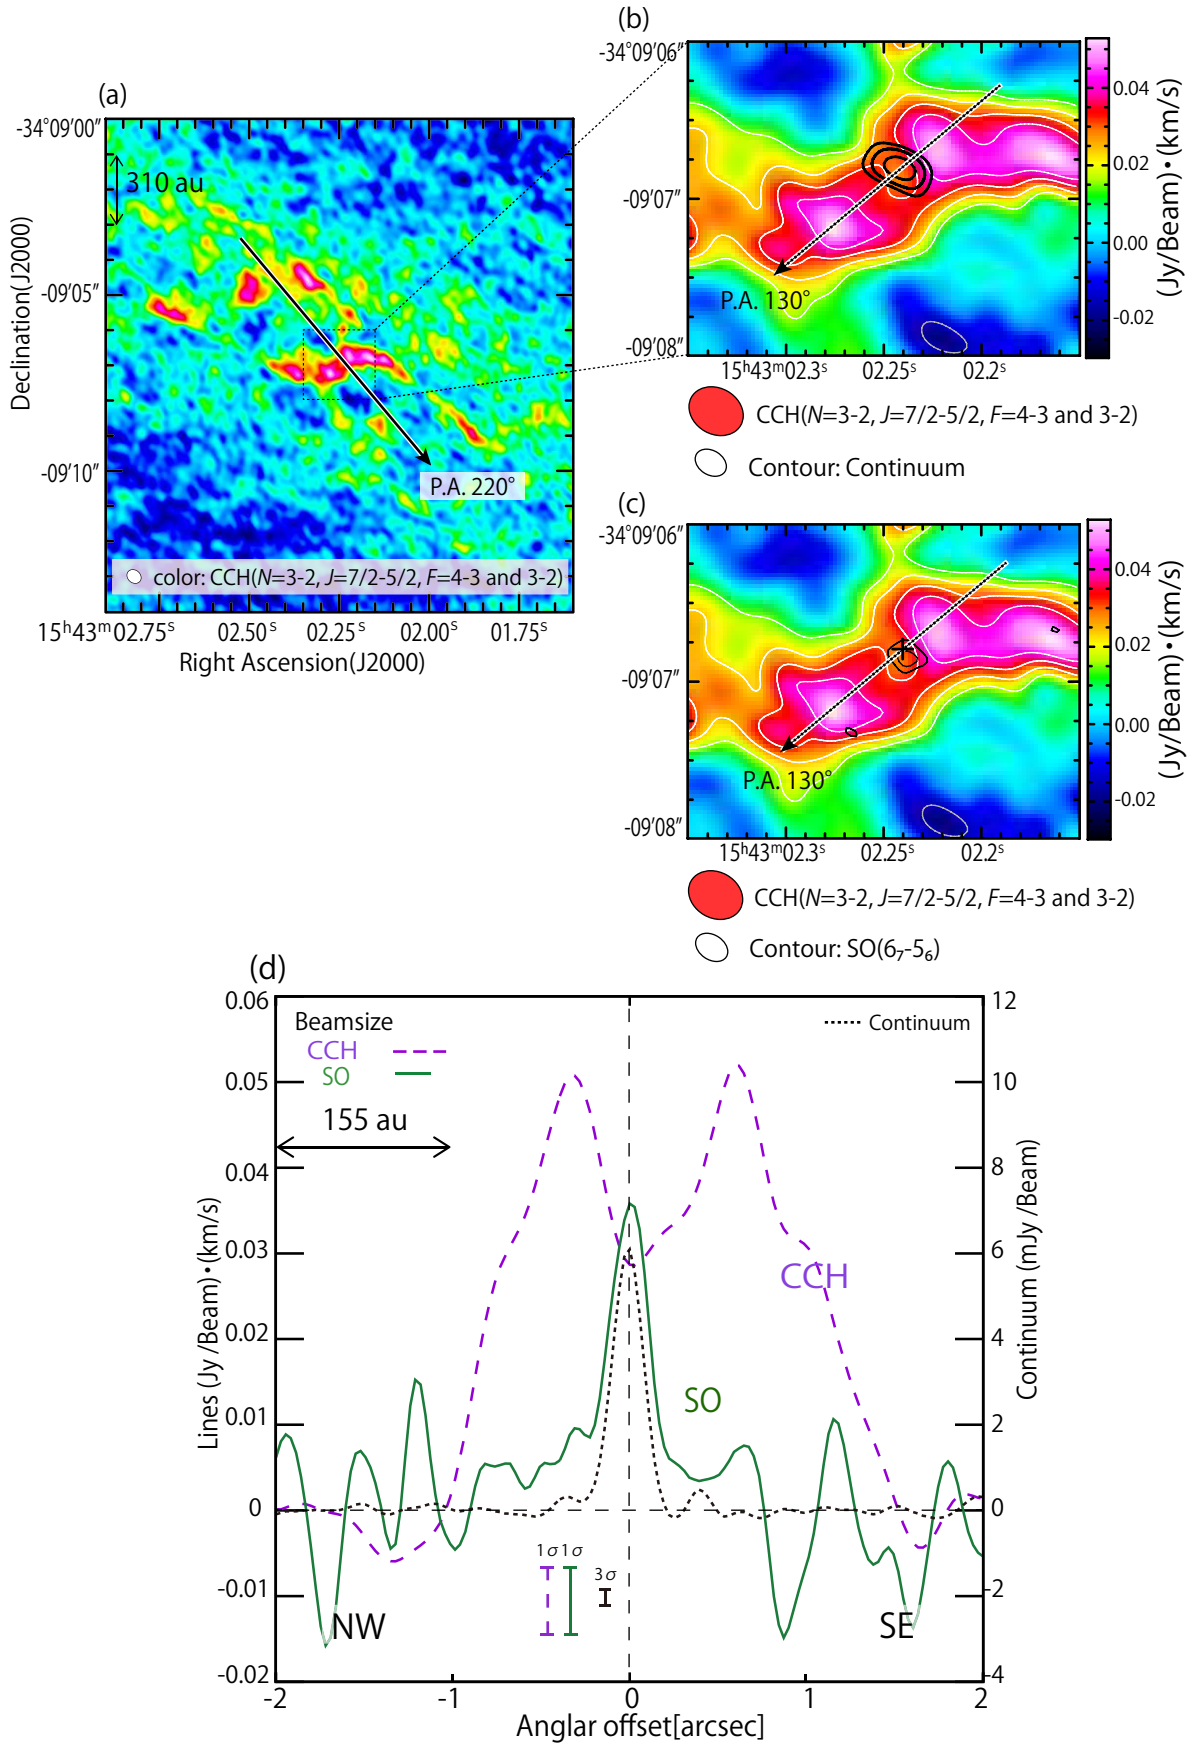 (a)
-34°09′00″
310 au
-09′05″
-09′10″
Declination(J2000)
P.A. 220°
color: CCH(N=3-2, J=7/2-5/2, F=4-3 and 3-2)
15ʰ43ᵐ02.75ˢ 02.50ˢ 02.25ˢ 02.00ˢ 01.75ˢ
Right Ascension(J2000)
(b)
-34°09′06″
-09′07″
-09′08″
P.A. 130°
15ʰ43ᵐ02.3ˢ 02.25ˢ 02.2ˢ
0.04
0.02
0.00
-0.02
(Jy/Beam)•(km/s)
CCH(N=3-2, J=7/2-5/2, F=4-3 and 3-2)
Contour: Continuum
(c)
-34°09′06″
-09′07″
-09′08″
P.A. 130°
15ʰ43ᵐ02.3ˢ 02.25ˢ 02.2ˢ
0.04
0.02
0.00
-0.02
(Jy/Beam)•(km/s)
CCH(N=3-2, J=7/2-5/2, F=4-3 and 3-2)
Contour: SO(6₇-5₆)
(d)
0.06
0.05
0.04
0.03
0.02
0.01
0
-0.01
-0.02
Lines (Jy /Beam)•(km/s)
Beamsize
CCH
SO
155 au
Continuum
CCH
SO
1σ 1σ
3σ
NW
SE
12
10
8
6
4
2
0
-2
-4
Continuum (mJy /Beam)
-2 -1 0 1 2
Anglar offset[arcsec]